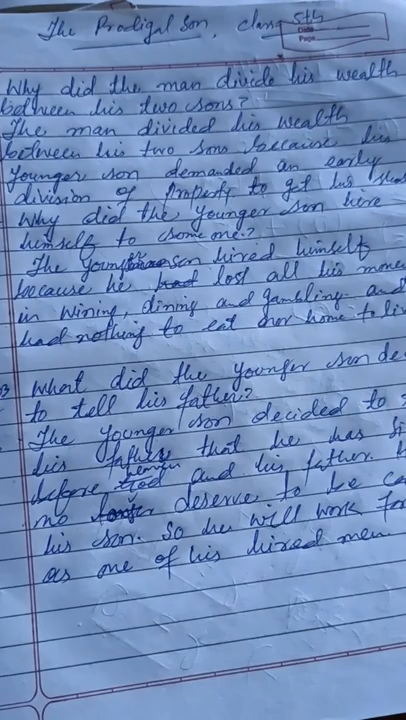 The Prodigal Son, class 5th
Date
Page
Why did the man divide his wealth
between his two sons?
The man divided his wealth
between his two sons because his
younger son demanded an early
division of property to get his
Why did the younger son hire
himself to some one?
The younger son hired himself
because he had lost all his money
in wining, dining and gambling and
had nothing to eat nor home to
What did the younger son
to tell his father?
The younger son decided to
his father that he has
before heaven and his father.
no deserve to be
his son. So he will work for
as one of his hired men